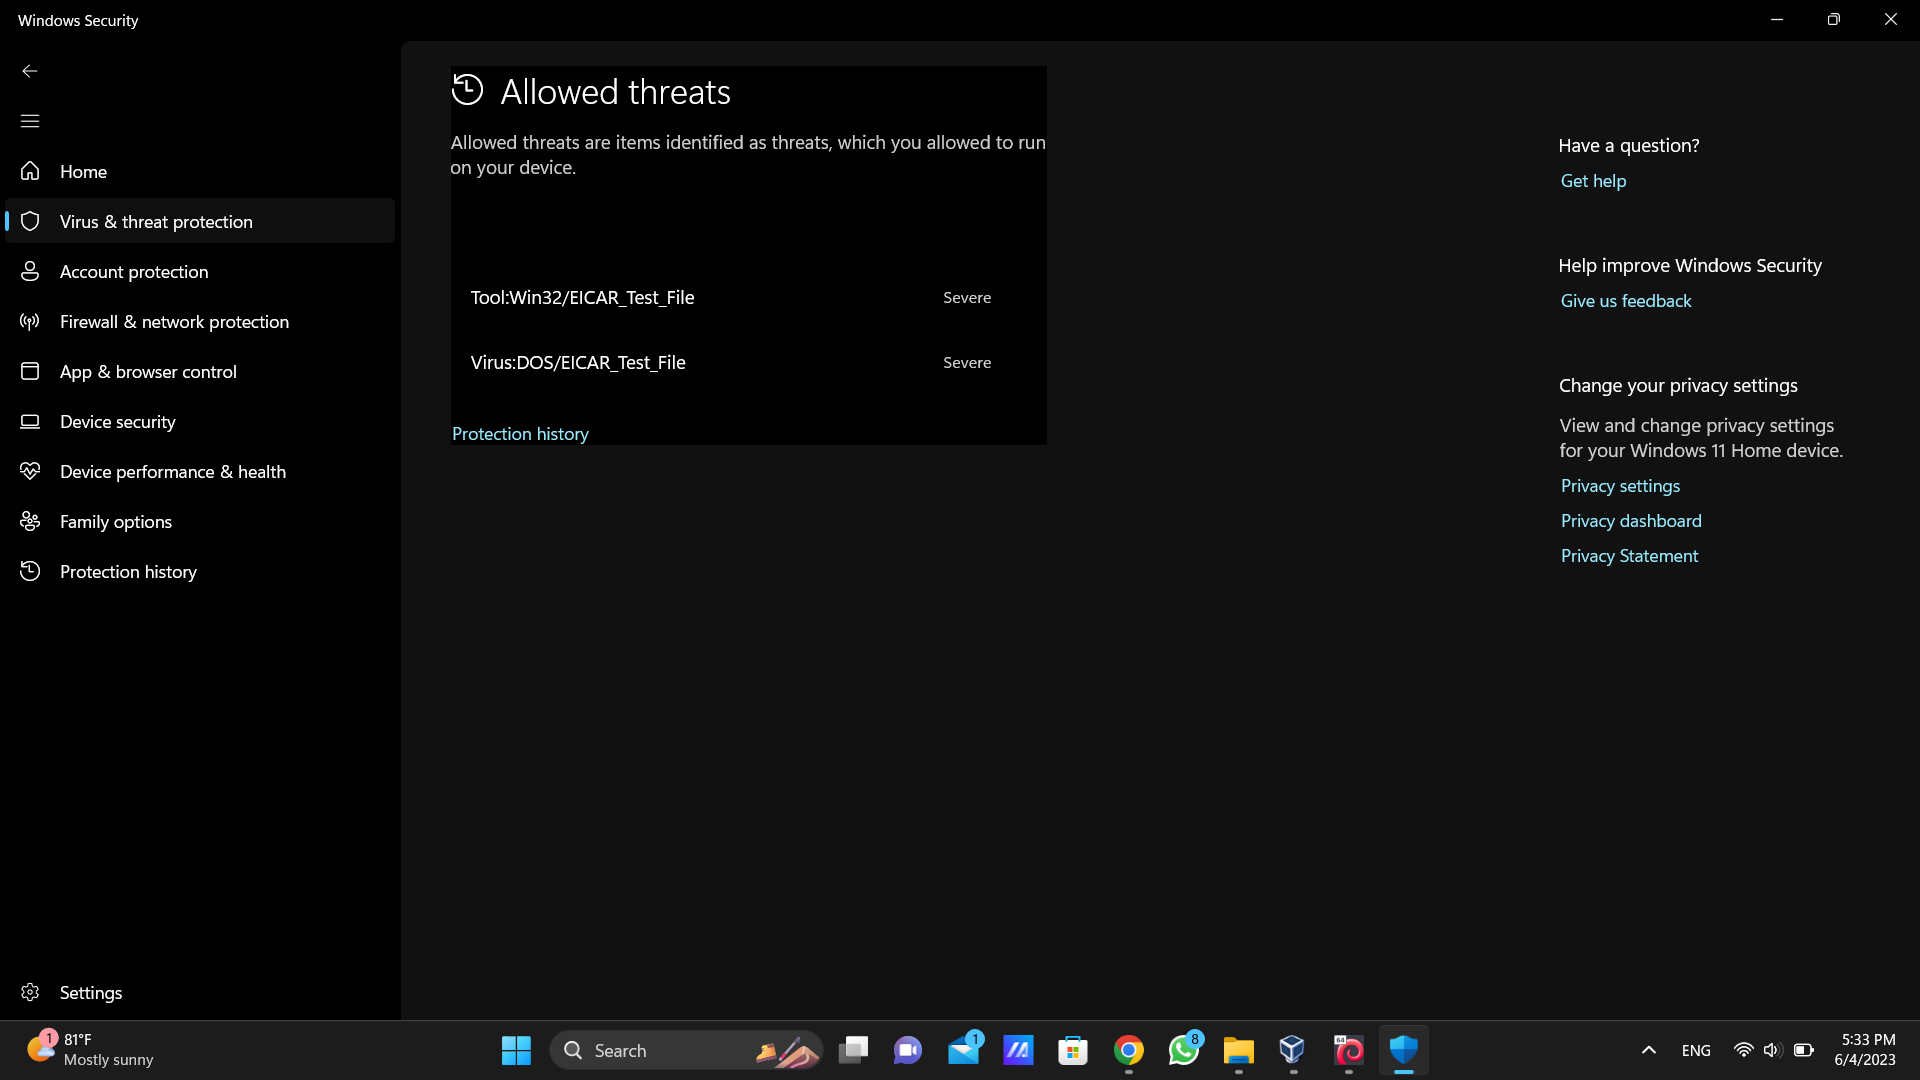 Windows Security
Home
Virus & threat protection
Account protection
Firewall & network protection
App & browser control
Device security
Device performance & health
Family options
Protection history
Settings
Allowed threats
Allowed threats are items identified as threats, which you allowed to run
on your device.
Tool:Win32/EICAR_Test_File Severe
Virus:DOS/EICAR_Test_File Severe
Protection history
Have a question?
Get help
Help improve Windows Security
Give us feedback
Change your privacy settings
View and change privacy settings
for your Windows 11 Home device.
Privacy settings
Privacy dashboard
Privacy Statement
1
81°F
Mostly sunny
Search
1
8
64
ENG
5:33 PM
6/4/2023